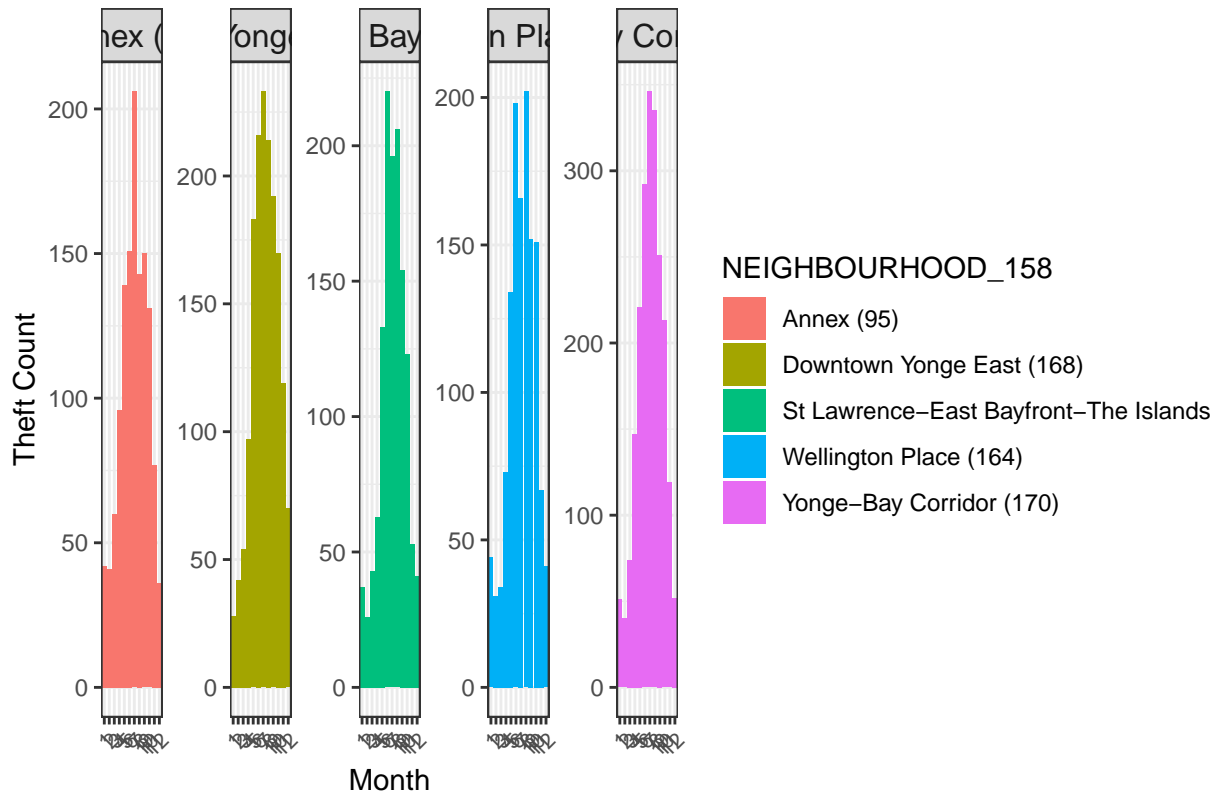 nex (
Yong
Bay
n Pla
y Cor
Theft Count
200
150
100
50
0
200
150
100
50
0
200
150
100
50
0
200
150
100
50
0
300
200
100
0
Month
NEIGHBOURHOOD_158
Annex (95)
Downtown Yonge East (168)
St Lawrence−East Bayfront−The Islands
Wellington Place (164)
Yonge−Bay Corridor (170)